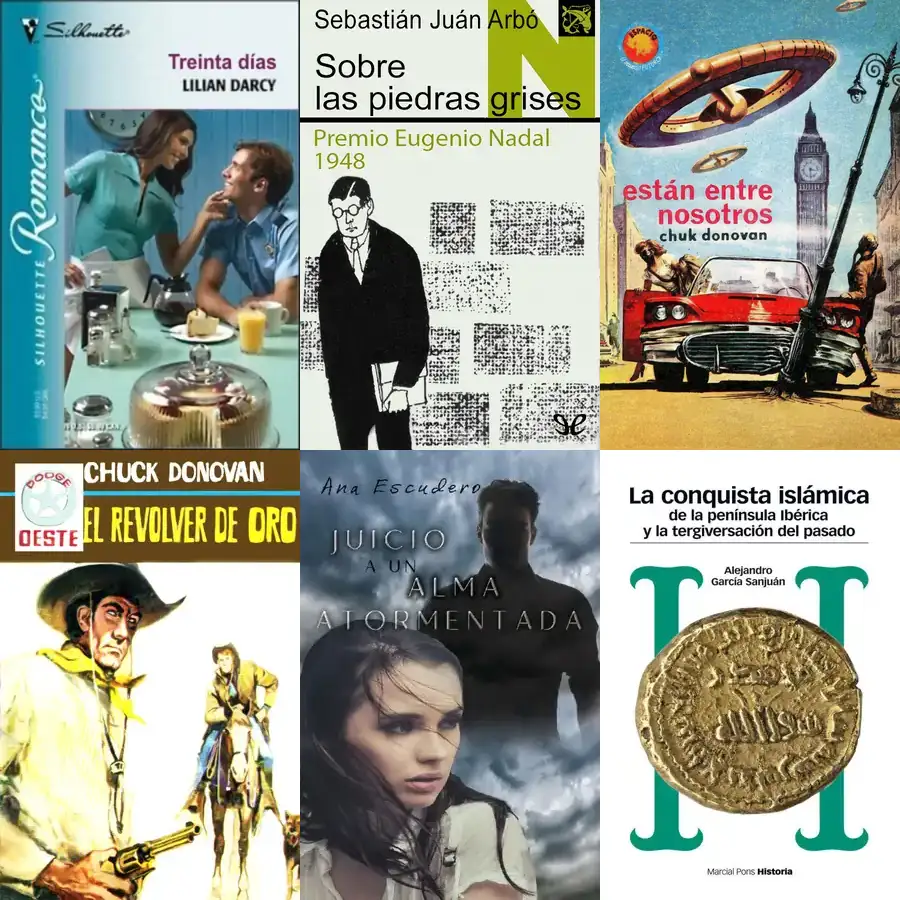 Silhouette
Treinta días
LILIAN DARCY
SILHOUETTE Romance
Sebastián Juán Arbó
N
Sobre
las piedras grises
Premio Eugenio Nadal
1948
ESPACIO
están entre
nosotros
chuk donovan
DODGE
OESTE
CHUCK DONOVAN
EL REVOLVER DE ORO
Ana Escudero
JUICIO
A UN
ALMA
ATORMENTADA
La conquista islámica
de la península Ibérica
y la tergiversación del pasado
Alejandro
García Sanjuán
H
Marcial Pons Historia